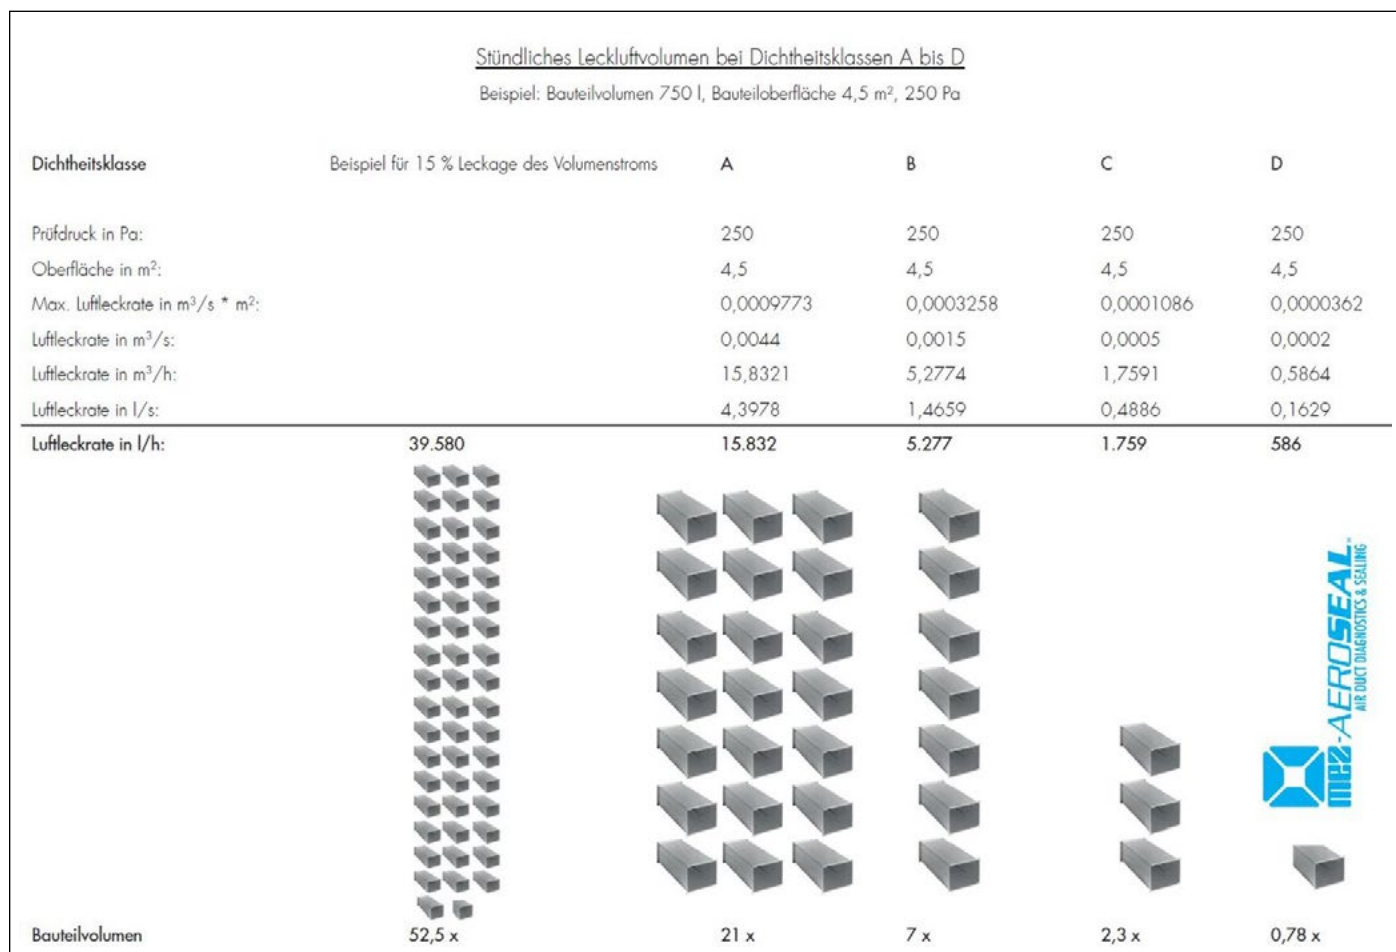 Stündliches Leckluftvolumen bei Dichtheitsklassen A bis D
Beispiel: Bauteilvolumen 750 l, Bauteiloberfläche 4,5 m², 250 Pa
Dichtheitsklasse Beispiel für 15 % Leckage des Volumenstroms A B C D
Prüfdruck in Pa: 250 250 250 250
Oberfläche in m²: 4,5 4,5 4,5 4,5
Max. Luftleckrate in m³/s * m²: 0,0009773 0,0003258 0,0001086 0,0000362
Luftleckrate in m³/s: 0,0044 0,0015 0,0005 0,0002
Luftleckrate in m³/h: 15,8321 5,2774 1,7591 0,5864
Luftleckrate in l/s: 4,3978 1,4659 0,4886 0,1629
Luftleckrate in l/h: 39.580 15.832 5.277 1.759 586
mez-AEROSEAL
AIR DUCT DIAGNOSTICS & SEALING
Bauteilvolumen 52,5 x 21 x 7 x 2,3 x 0,78 x